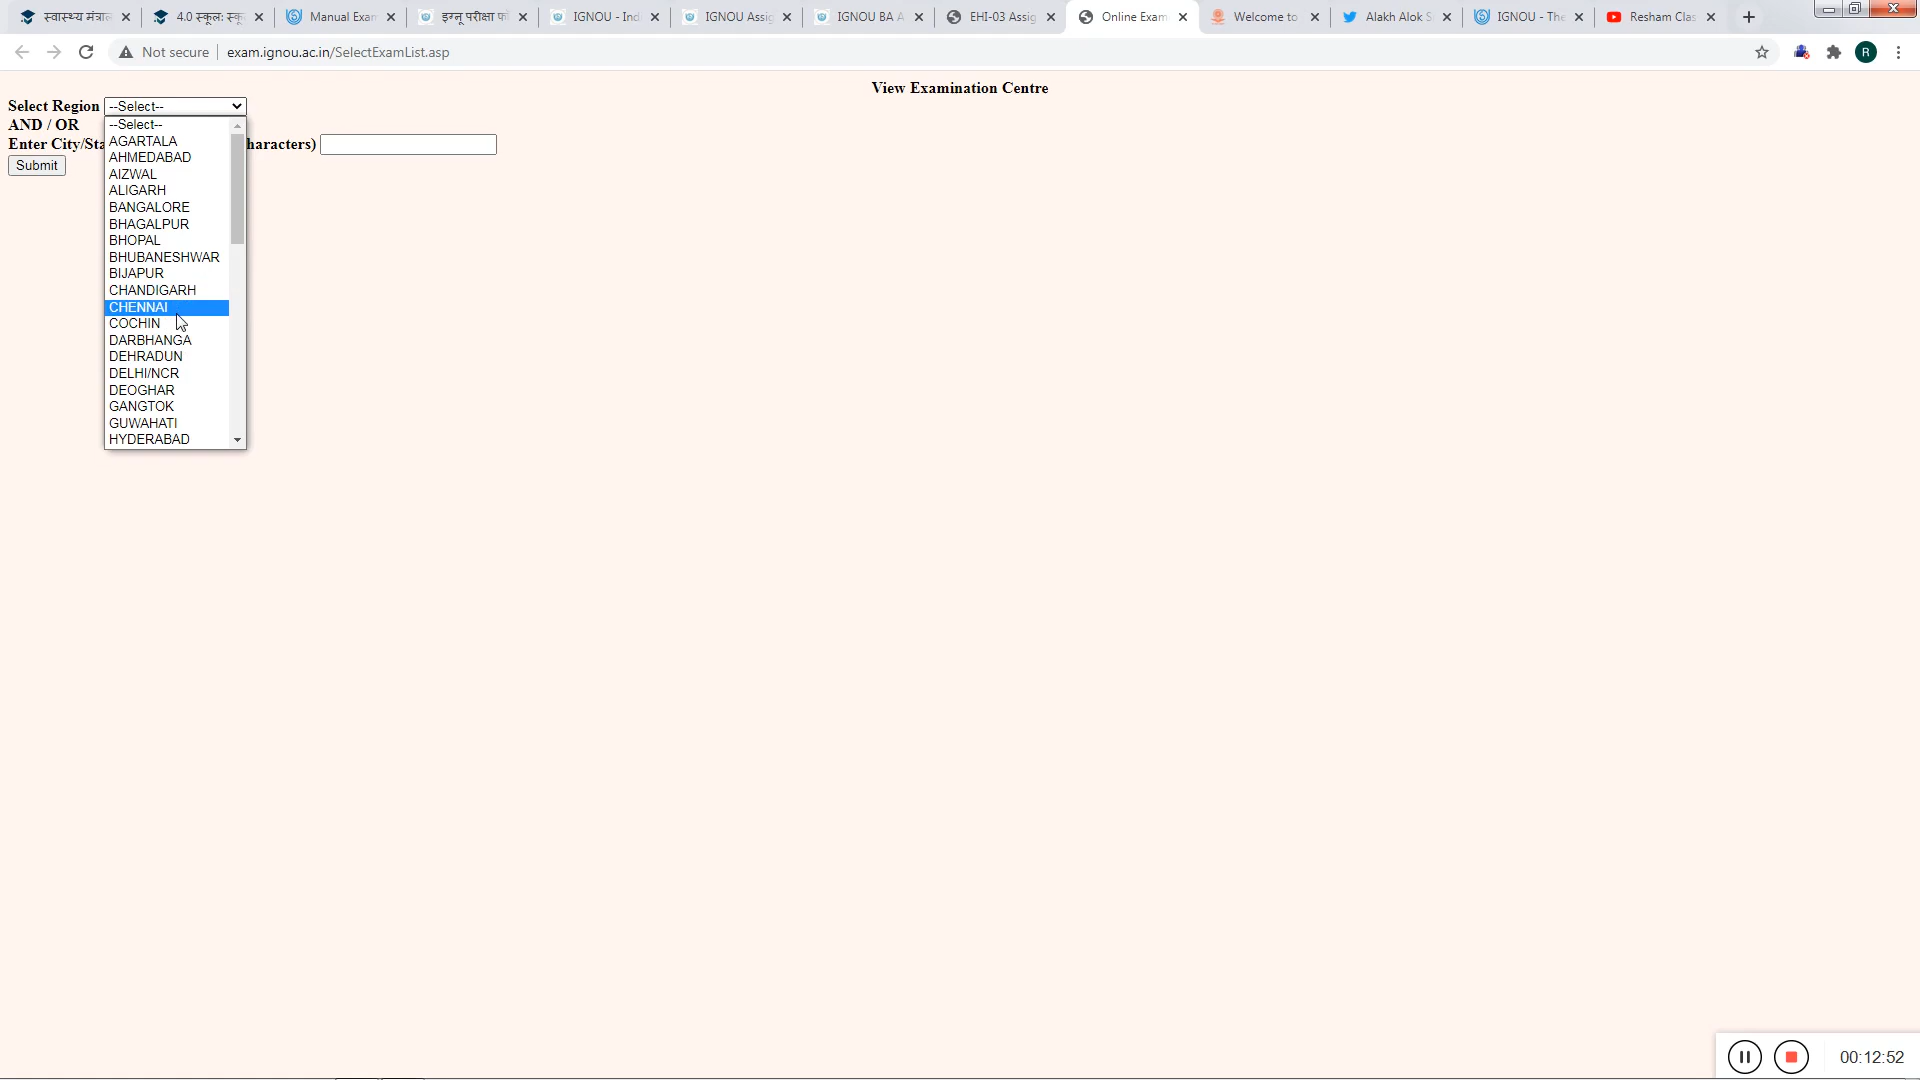 स्वास्थ्य मंत्राल
4.0 स्कूल: स्कू
Manual Exam
इग्नू परीक्षा फॉ
IGNOU - Ind
IGNOU Assig
IGNOU BA A
EHI-03 Assig
Online Exam
Welcome to
Alakh Alok S
IGNOU - The
Resham Clas
Not secure
exam.ignou.ac.in/SelectExamList.asp
R
View Examination Centre
Select Region --Select--
AND / OR
Enter City/Sta
haracters)
Submit
--Select--
AGARTALA
AHMEDABAD
AIZWAL
ALIGARH
BANGALORE
BHAGALPUR
BHOPAL
BHUBANESHWAR
BIJAPUR
CHANDIGARH
CHENNAI
COCHIN
DARBHANGA
DEHRADUN
DELHI/NCR
DEOGHAR
GANGTOK
GUWAHATI
HYDERABAD
00:12:52